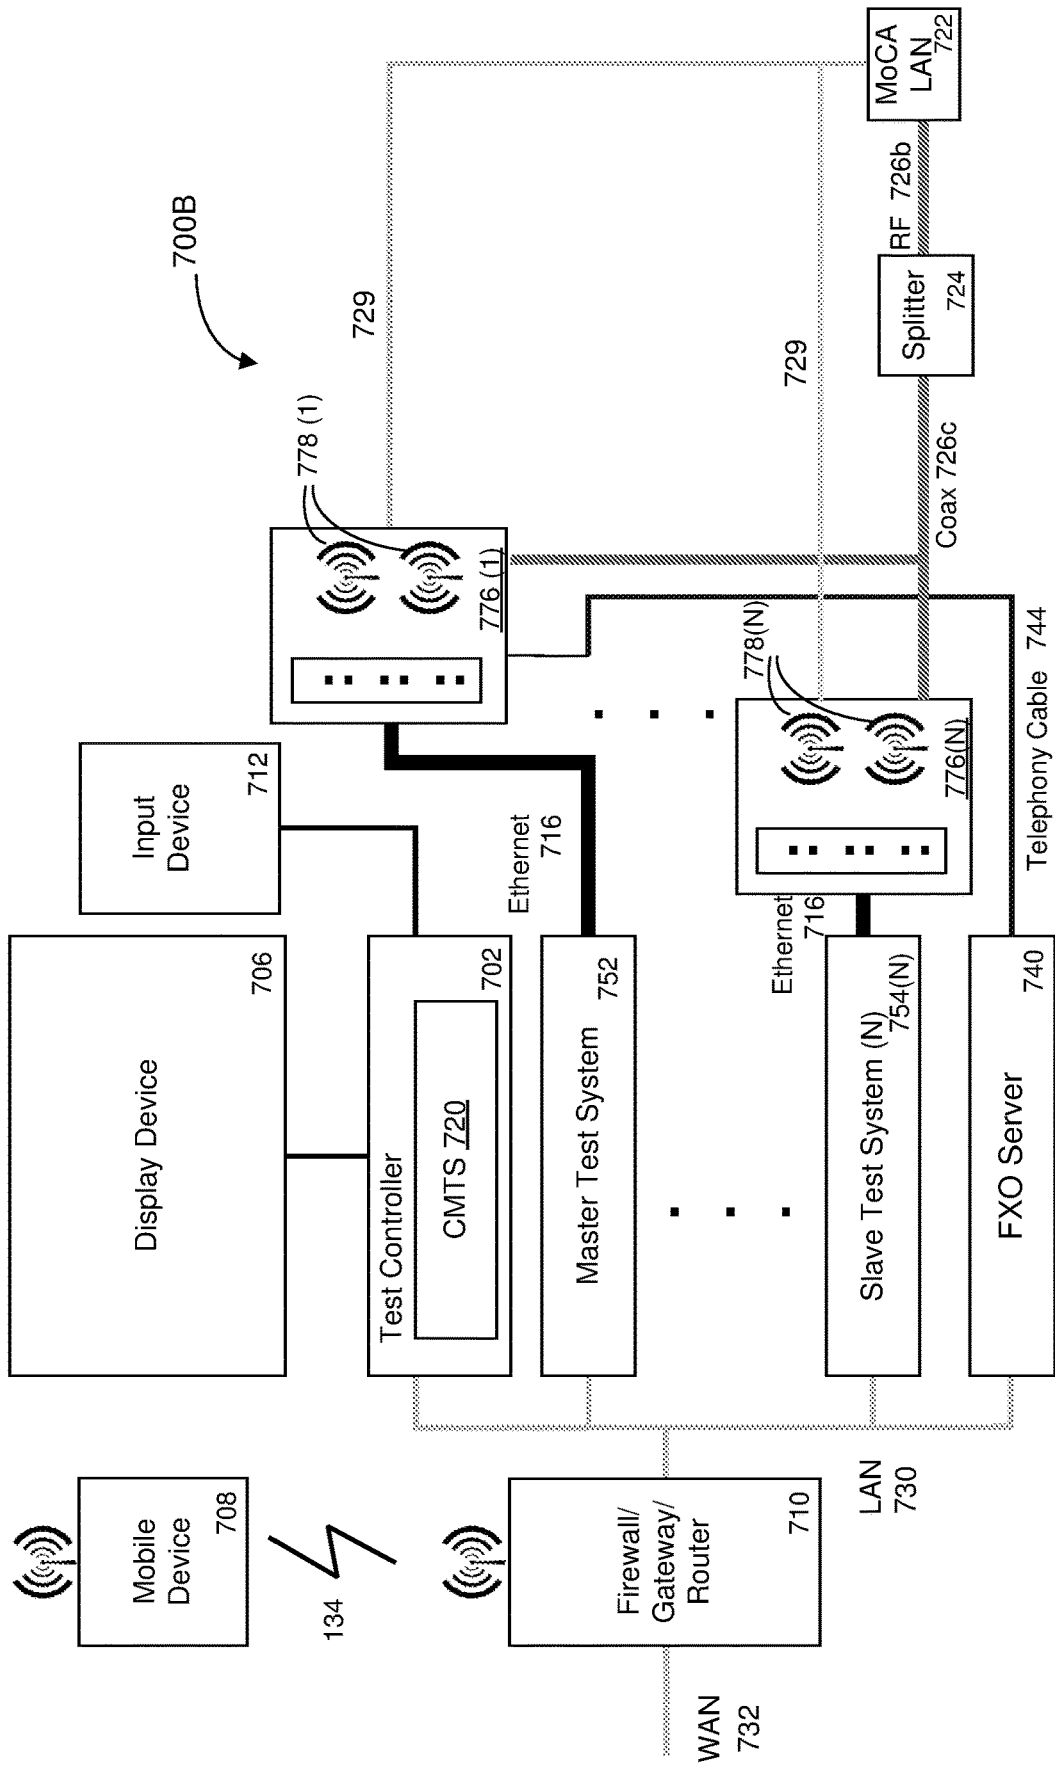 700B
Mobile
Device
708
134
Firewall/
Gateway/
Router
710
WAN
732
LAN
730
Display Device
706
Input
Device
712
Test Controller
702
CMTS 720
Master Test System
752
Slave Test System (N)
754(N)
FXO Server
740
Ethernet
716
Ethernet
716
776 (1)
778 (1)
776(N)
778(N)
729
729
Telephony Cable 744
Coax 726c
Splitter
724
RF 726b
MoCA
LAN
722